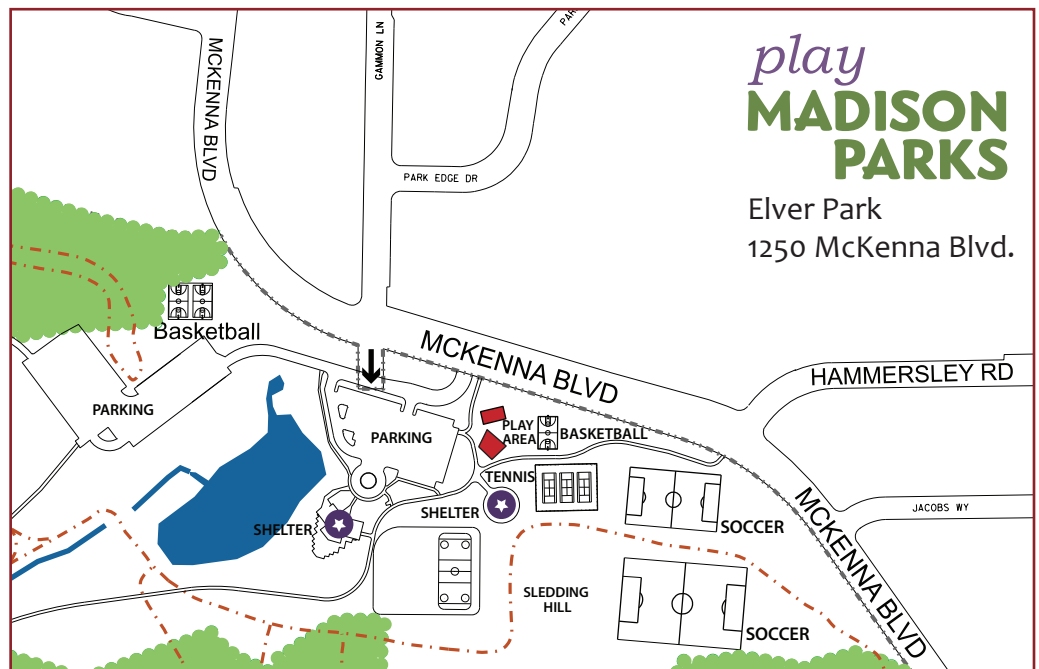 play
MADISON
PARKS
Elver Park
1250 McKenna Blvd.
MCKENNA BLVD
GAMMON LN
PAR
PARK EDGE DR
Basketball
MCKENNA BLVD
HAMMERSLEY RD
PARKING
PARKING
PLAY
AREA
BASKETBALL
TENNIS
SHELTER
SHELTER
SOCCER
MCKENNA BLVD
JACOBS WY
SLEDDING
HILL
SOCCER